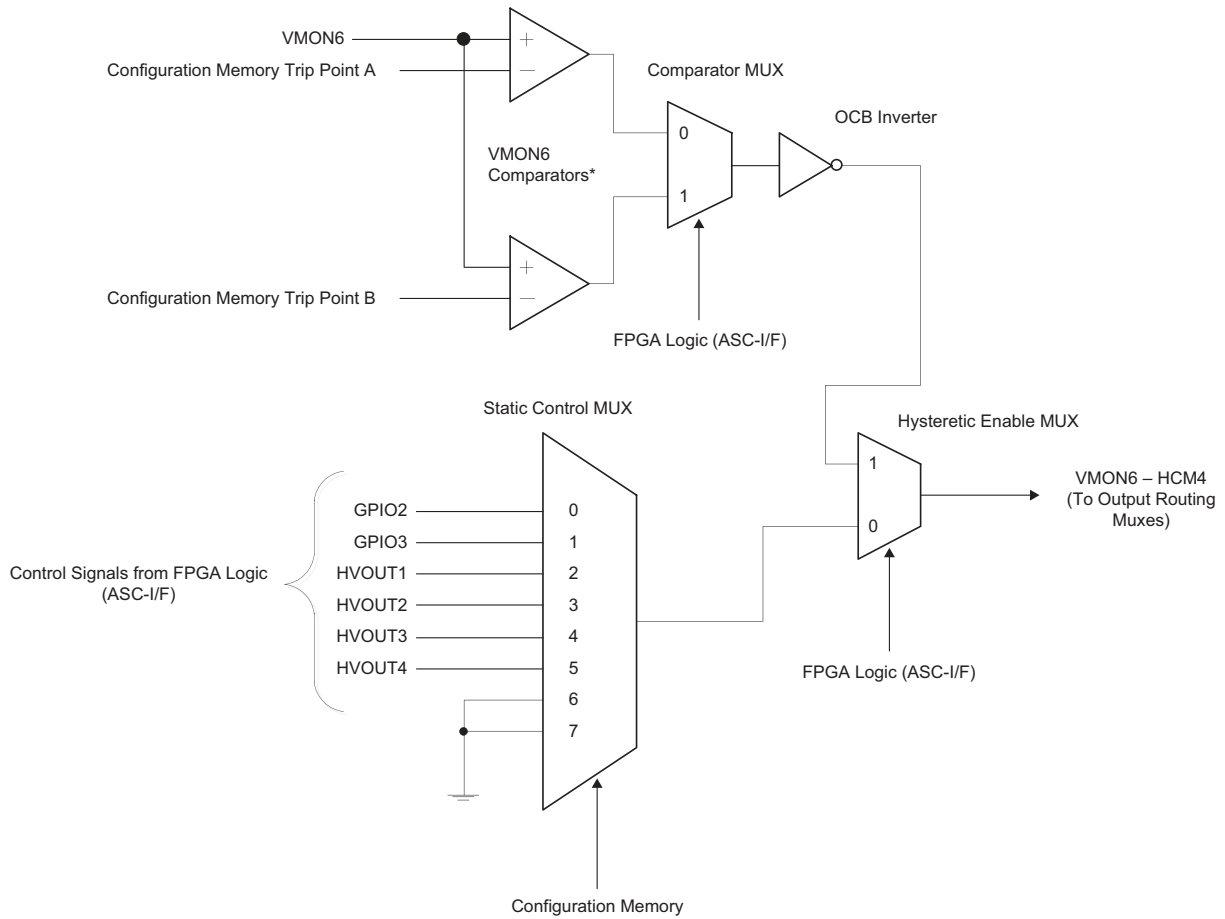 VMON6
Configuration Memory Trip Point A
+
−
Comparator MUX
OCB Inverter
0
1
VMON6
Comparators*
+
−
Configuration Memory Trip Point B
FPGA Logic (ASC-I/F)
Static Control MUX
Hysteretic Enable MUX
1
0
VMON6 – HCM4
(To Output Routing
Muxes)
Control Signals from FPGA Logic
(ASC-I/F)
GPIO2
0
GPIO3
1
HVOUT1
2
HVOUT2
3
HVOUT3
4
HVOUT4
5
6
7
FPGA Logic (ASC-I/F)
Configuration Memory